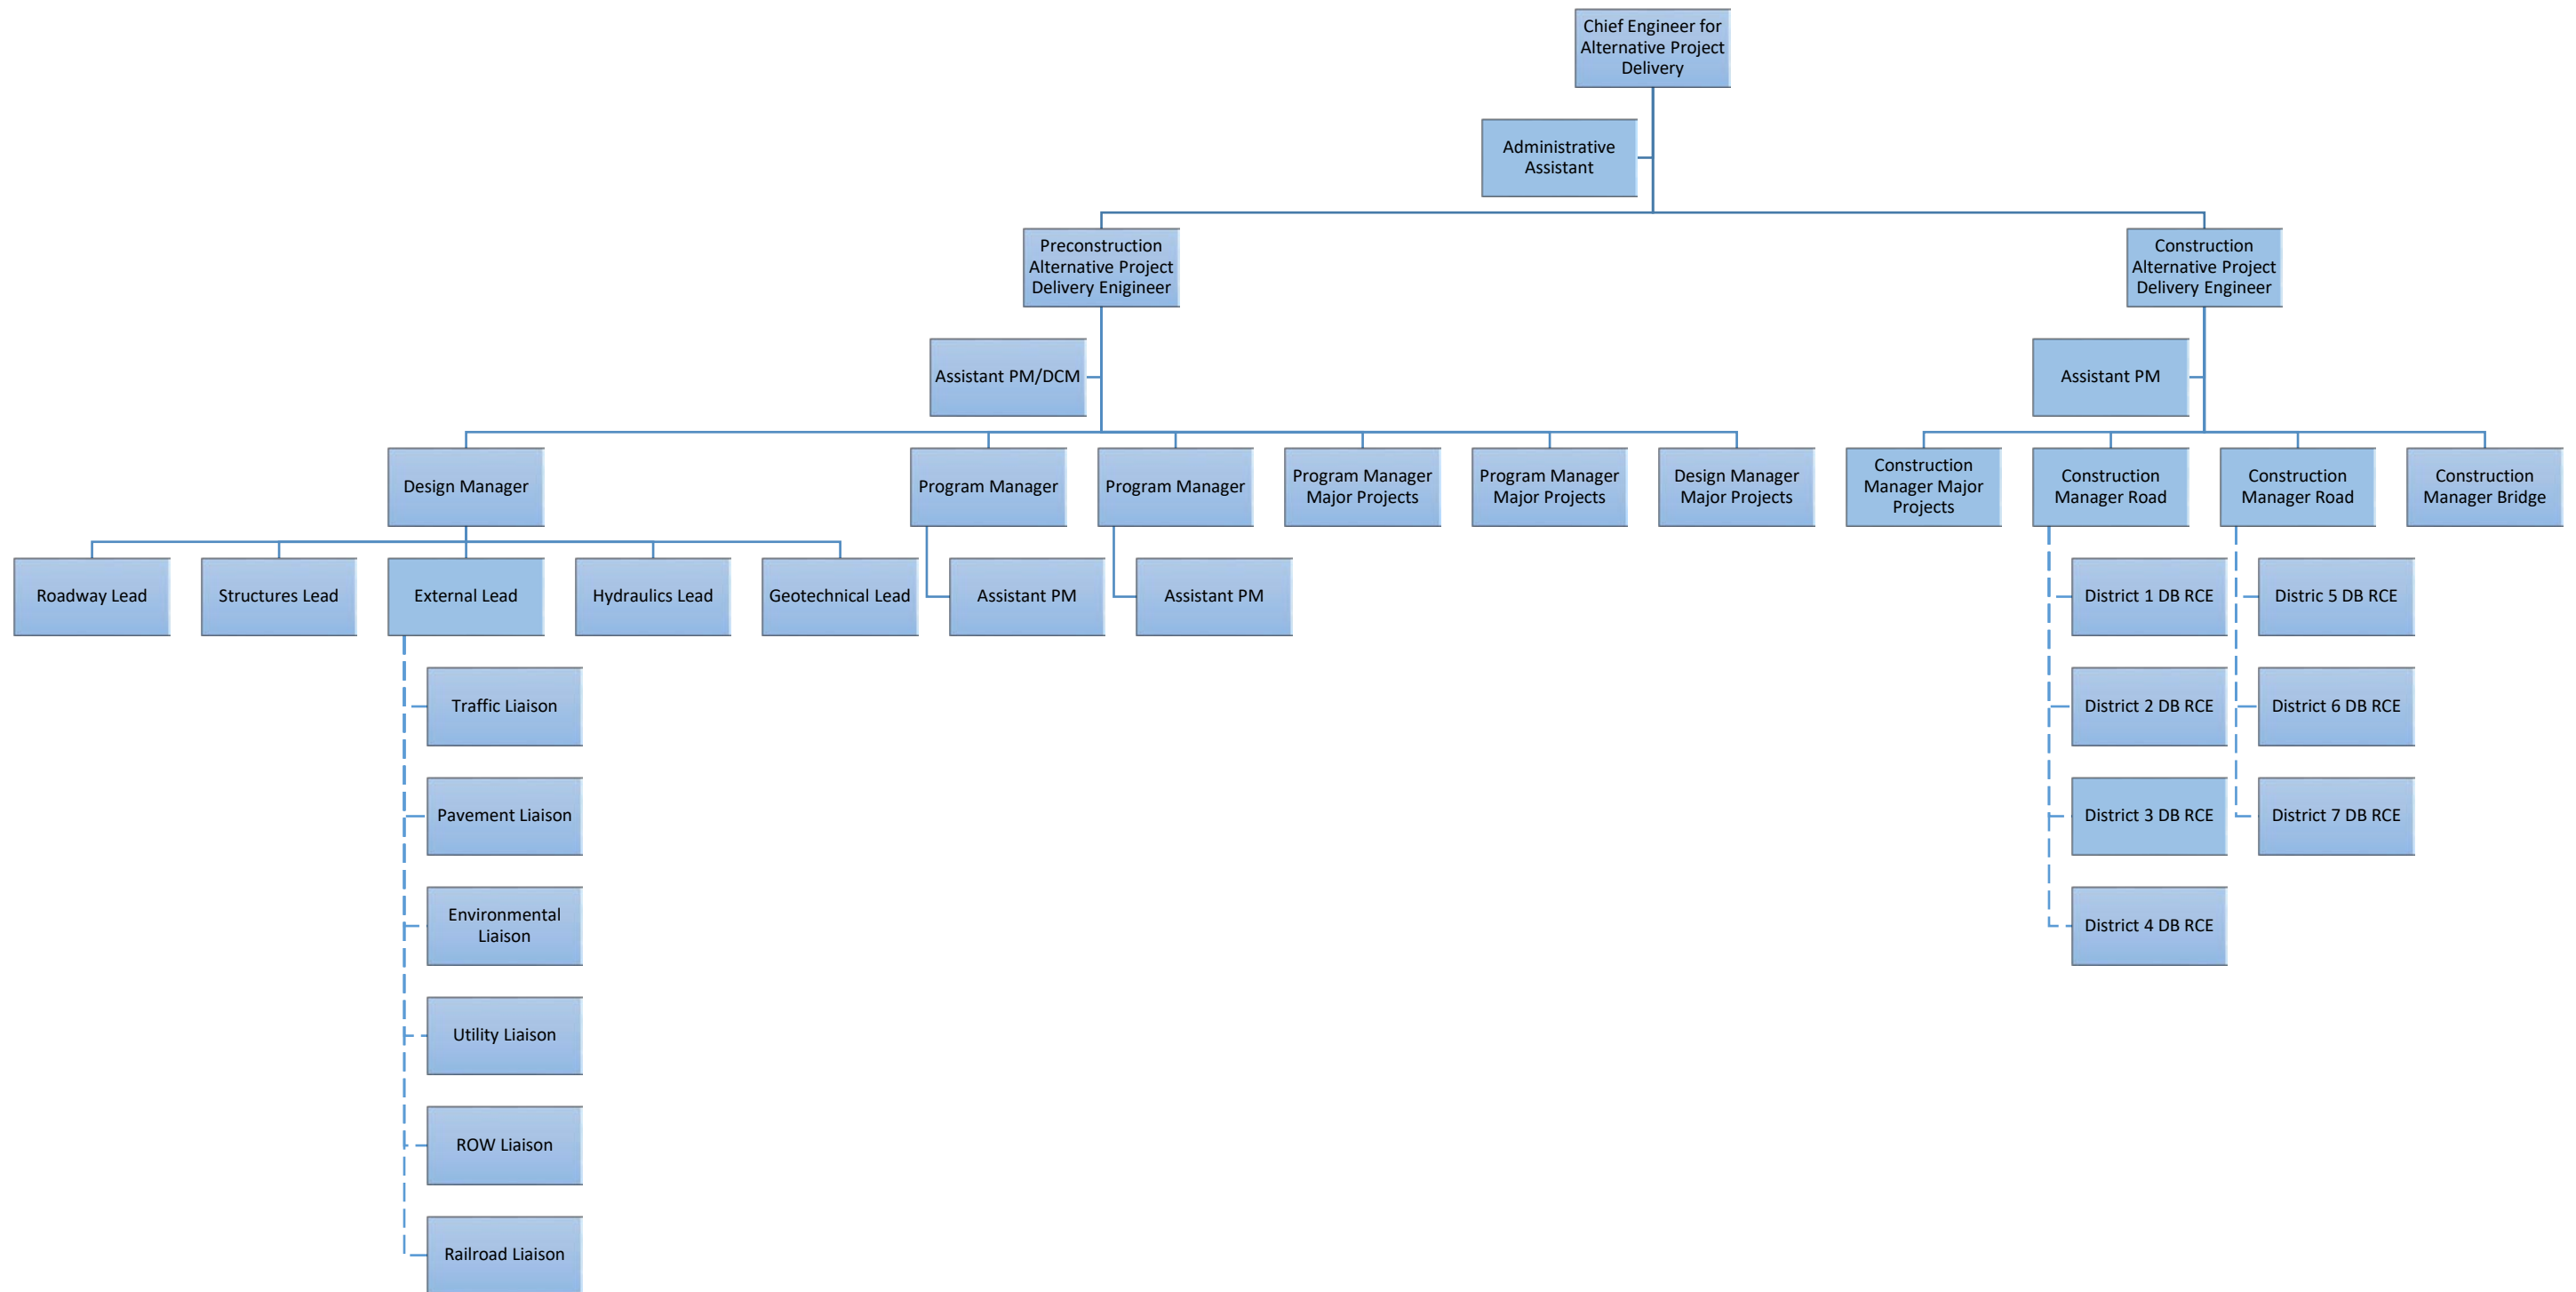 Chief Engineer for
Alternative Project
Delivery
Administrative
Assistant
Preconstruction
Alternative Project
Delivery Enigineer
Construction
Alternative Project
Delivery Engineer
Assistant PM/DCM
Assistant PM
Design Manager
Program Manager
Program Manager
Program Manager
Major Projects
Program Manager
Major Projects
Design Manager
Major Projects
Construction
Manager Major
Projects
Construction
Manager Road
Construction
Manager Road
Construction
Manager Bridge
Roadway Lead
Structures Lead
External Lead
Hydraulics Lead
Geotechnical Lead
Assistant PM
Assistant PM
District 1 DB RCE
Distric 5 DB RCE
Traffic Liaison
District 2 DB RCE
District 6 DB RCE
Pavement Liaison
District 3 DB RCE
District 7 DB RCE
Environmental
Liaison
District 4 DB RCE
Utility Liaison
ROW Liaison
Railroad Liaison